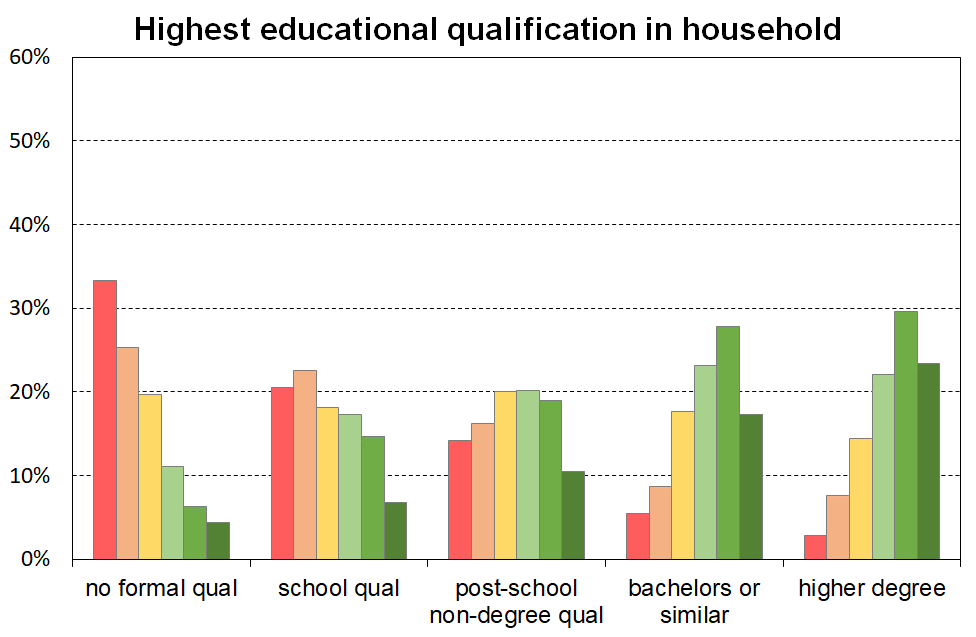 Highest educational qualification in household
60%
50%
40%
30%
20%
10%
0%
no formal qual
school qual
post-school
non-degree qual
bachelors or
similar
higher degree